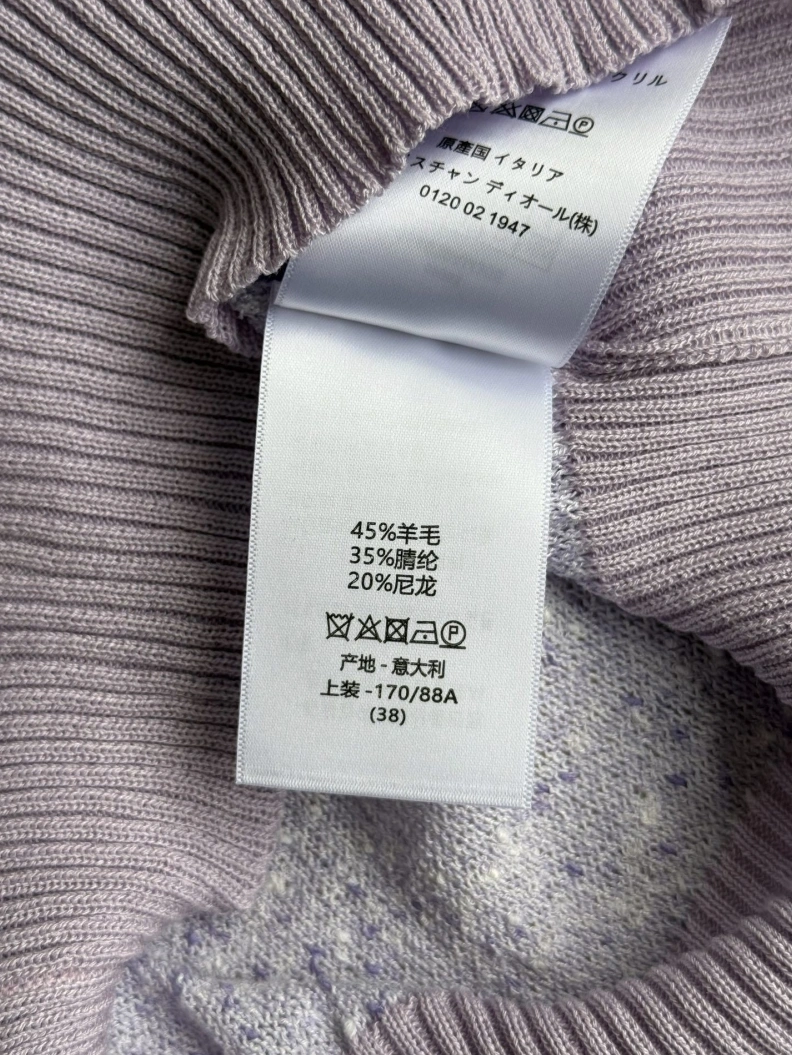 クリル
原產国 イタリア
スチャン ディオール(株)
0120 02 1947
45%羊毛
35%腈纶
20%尼龙
产地 - 意大利
上装 -170/88A
(38)